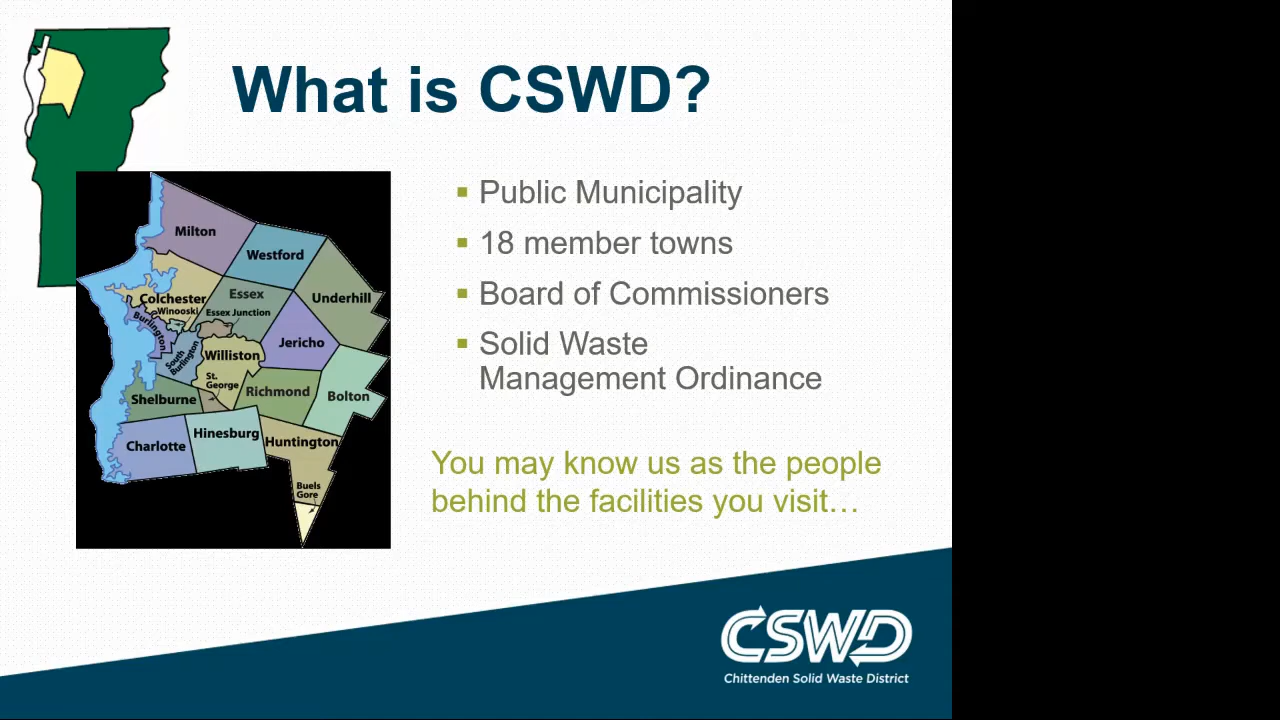 What is CSWD?
Public Municipality
18 member towns
Board of Commissioners
Solid Waste
Management Ordinance
You may know us as the people
behind the facilities you visit…
Milton
Westford
Underhill
Colchester
Essex
Winooski
Essex Junction
Burlington
South
Burlington
Jericho
Williston
St.
George
Richmond
Bolton
Shelburne
Charlotte
Hinesburg
Huntington
Buels
Gore
CSWD
Chittenden Solid Waste District